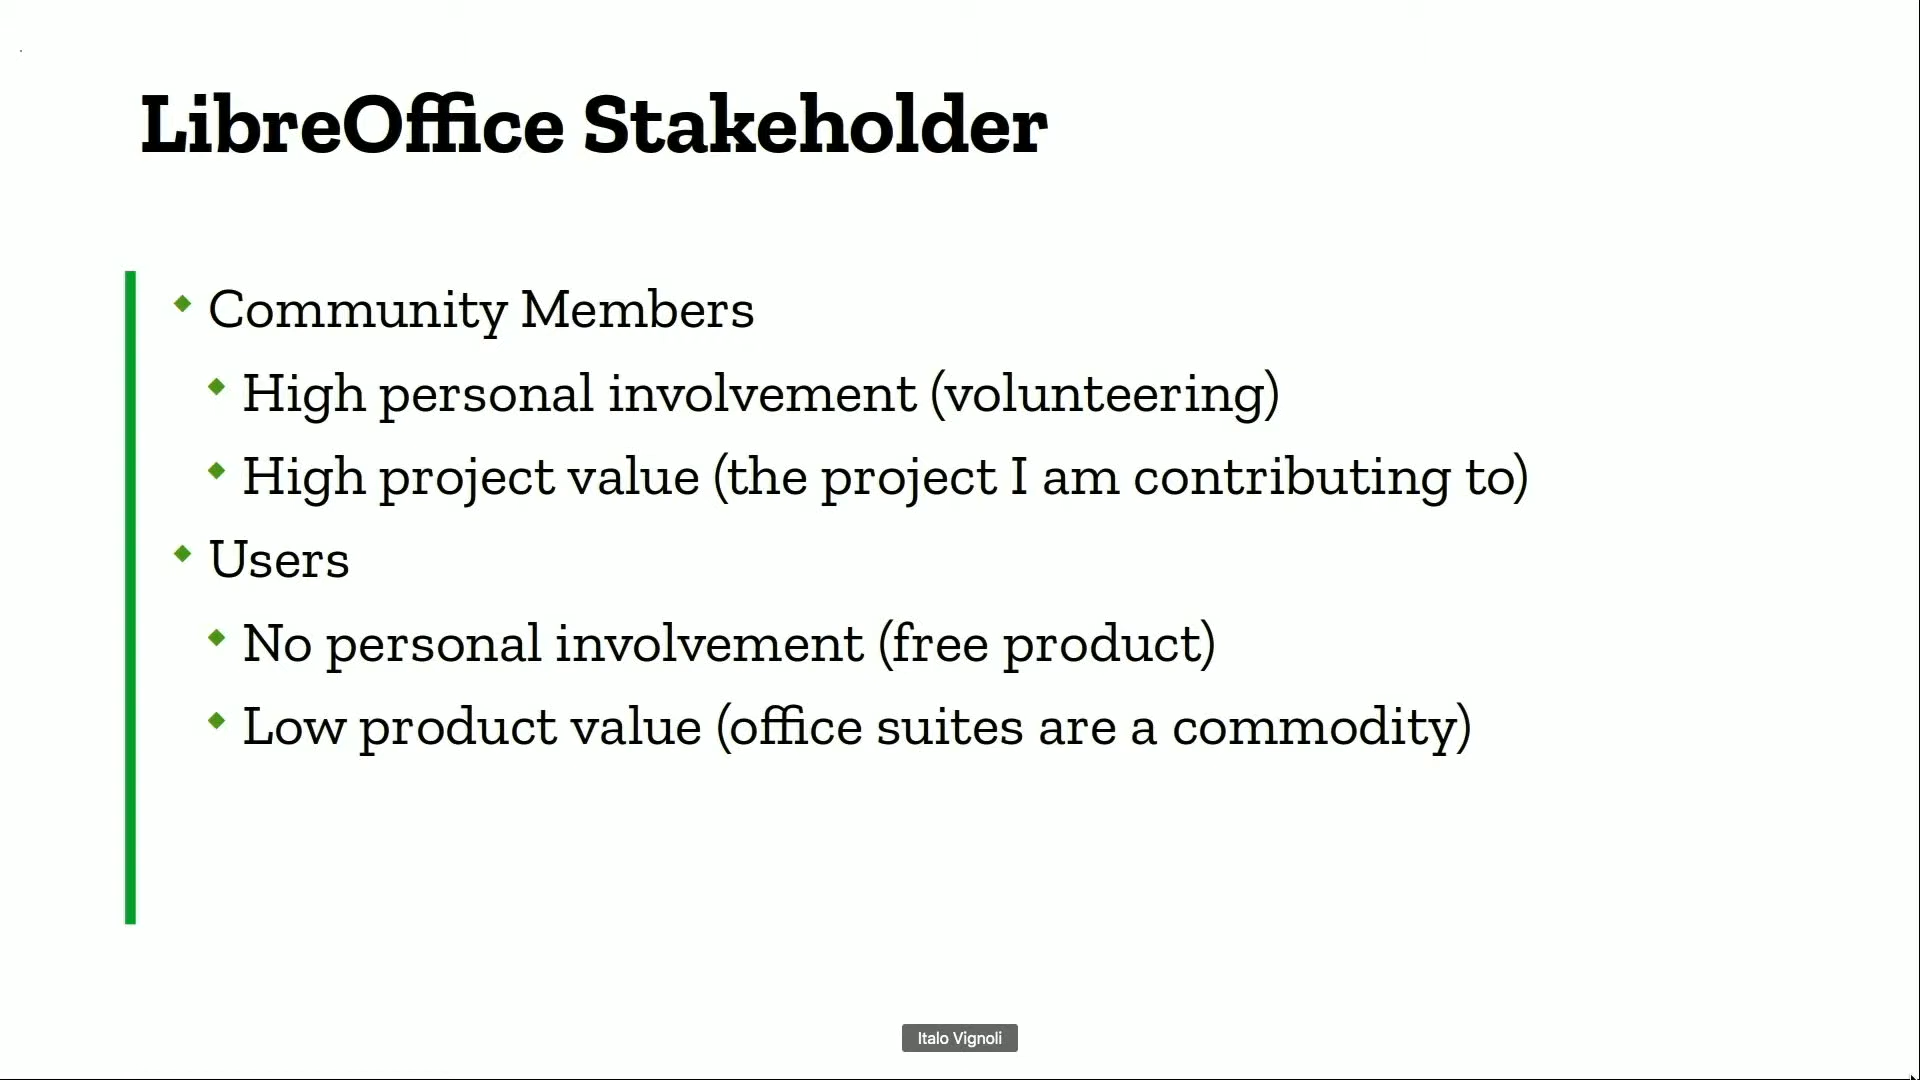 LibreOffice Stakeholder
Community Members
High personal involvement (volunteering)
High project value (the project I am contributing to)
Users
No personal involvement (free product)
Low product value (office suites are a commodity)
Italo Vignoli